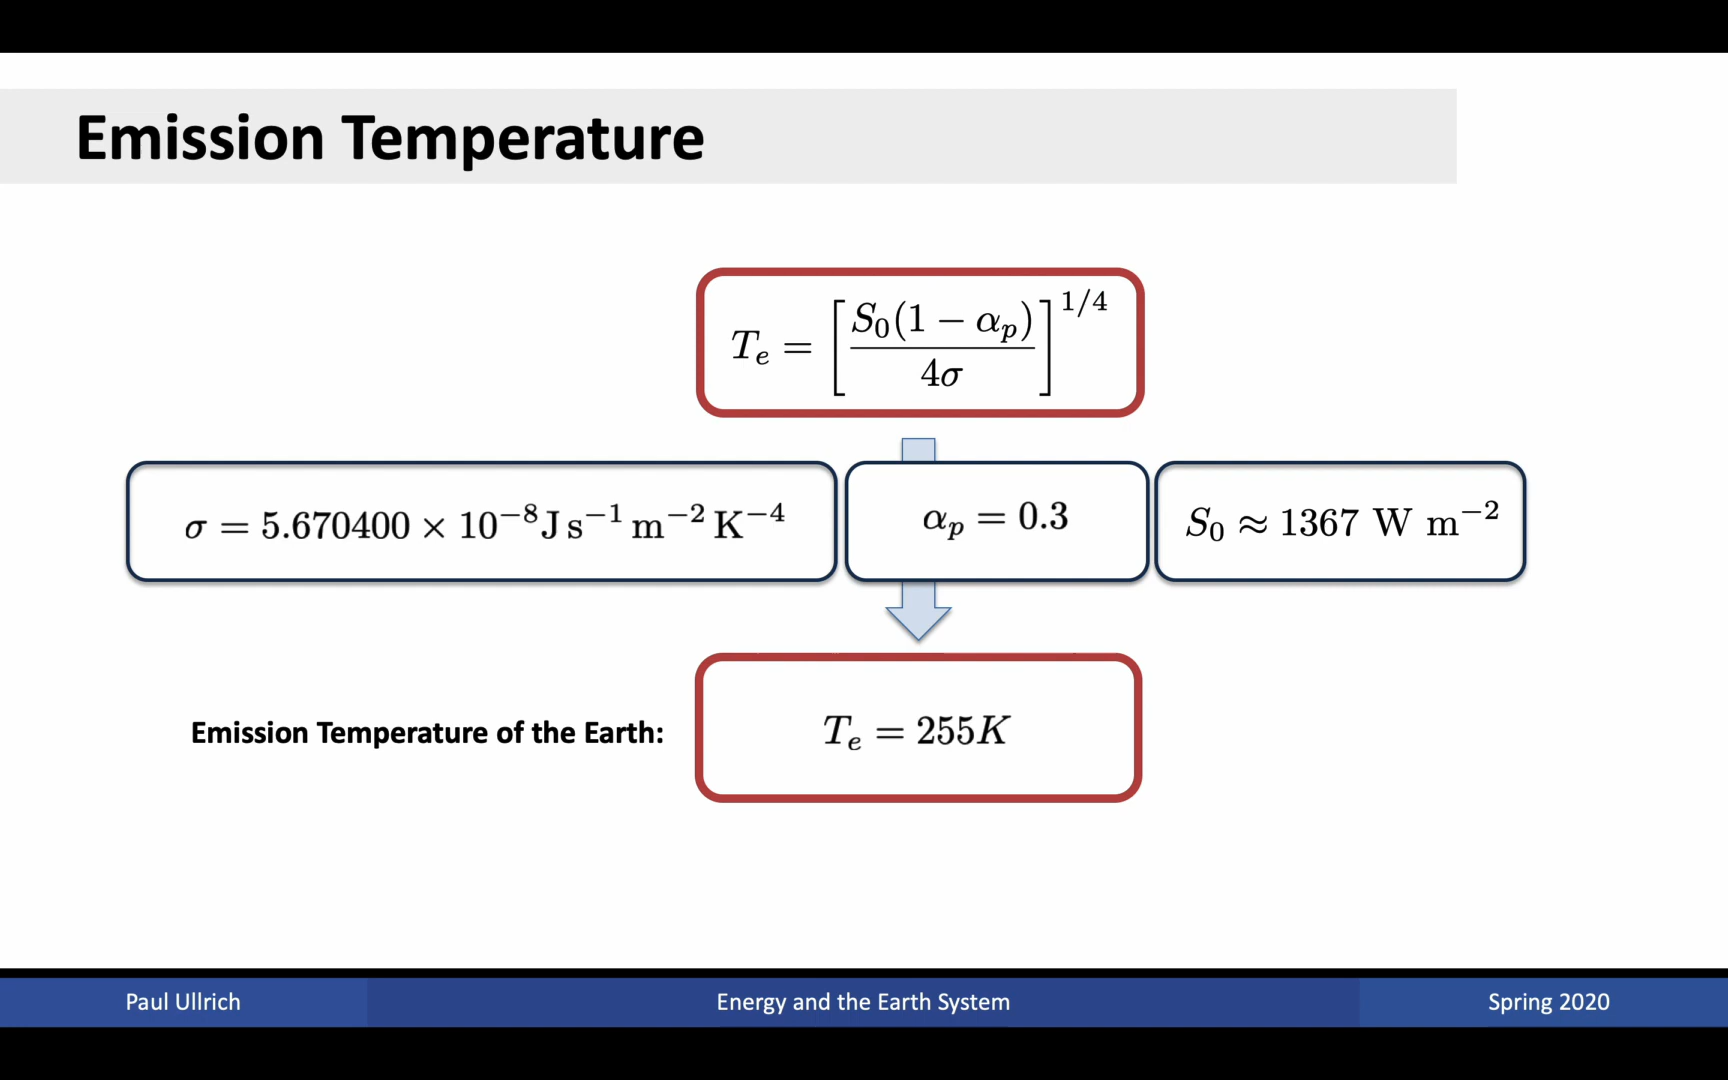 Emission Temperature
T_e = [ S_0(1 − α_p) / 4σ ]^{1/4}
σ = 5.670400 × 10^{−8} J s^{−1} m^{−2} K^{−4}
α_p = 0.3
S_0 ≈ 1367 W m^{−2}
Emission Temperature of the Earth:
T_e = 255K
Paul Ullrich
Energy and the Earth System
Spring 2020